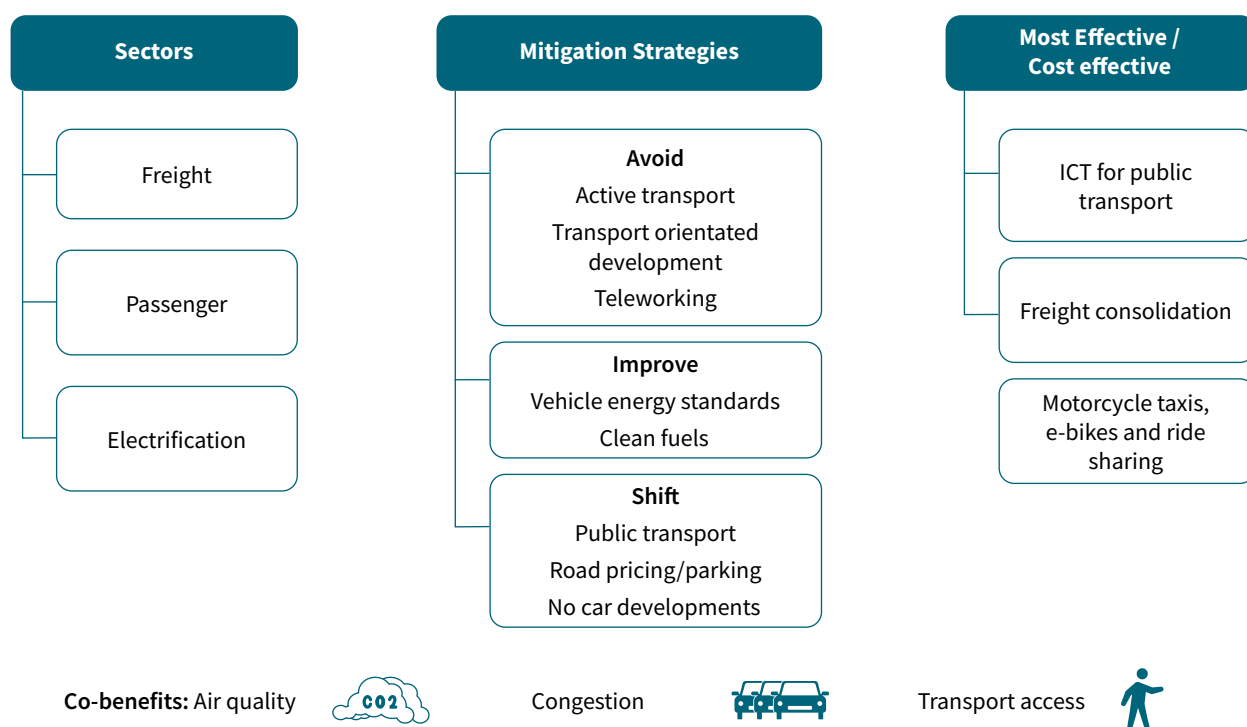 Sectors
Freight
Passenger
Electrification
Mitigation Strategies
Avoid
Active transport
Transport orientated
development
Teleworking
Improve
Vehicle energy standards
Clean fuels
Shift
Public transport
Road pricing/parking
No car developments
Most Effective /
Cost effective
ICT for public
transport
Freight consolidation
Motorcycle taxis,
e-bikes and ride
sharing
Co-benefits: Air quality
CO2
Congestion
Transport access